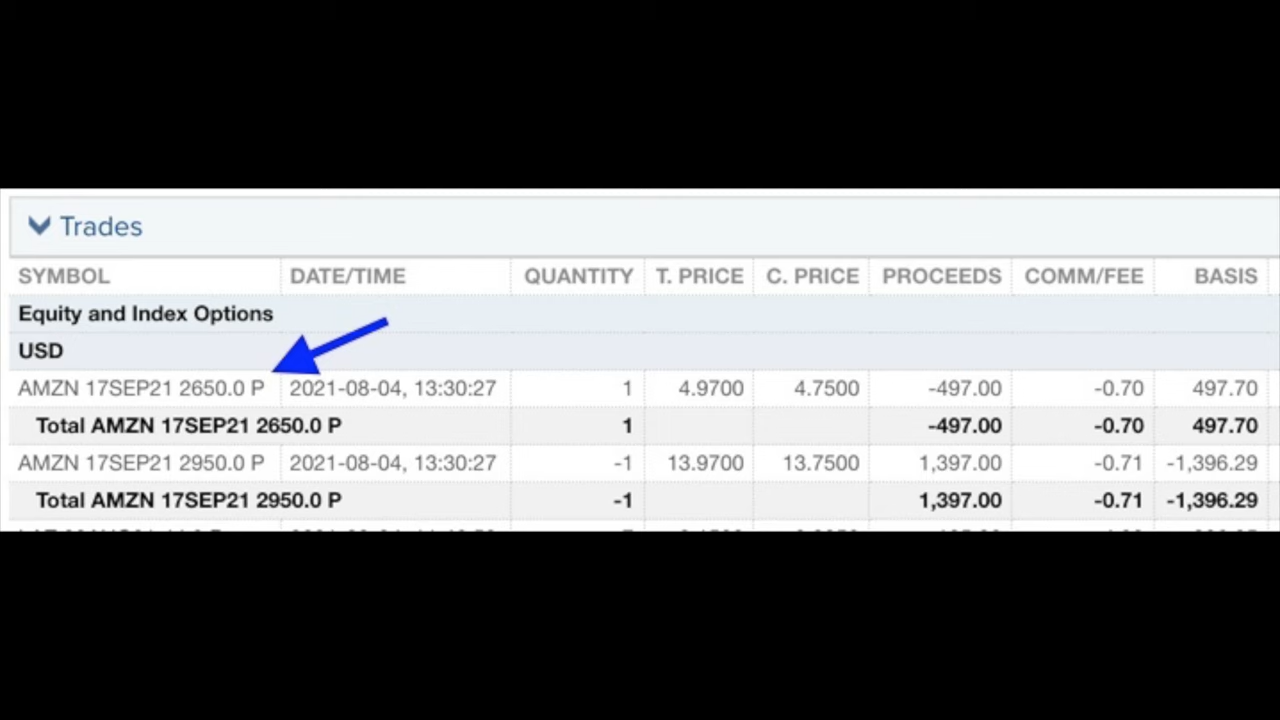 Trades
SYMBOL DATE/TIME QUANTITY T. PRICE C. PRICE PROCEEDS COMM/FEE BASIS
Equity and Index Options
USD
AMZN 17SEP21 2650.0 P 2021-08-04, 13:30:27 1 4.9700 4.7500 -497.00 -0.70 497.70
Total AMZN 17SEP21 2650.0 P 1 -497.00 -0.70 497.70
AMZN 17SEP21 2950.0 P 2021-08-04, 13:30:27 -1 13.9700 13.7500 1,397.00 -0.71 -1,396.29
Total AMZN 17SEP21 2950.0 P -1 1,397.00 -0.71 -1,396.29